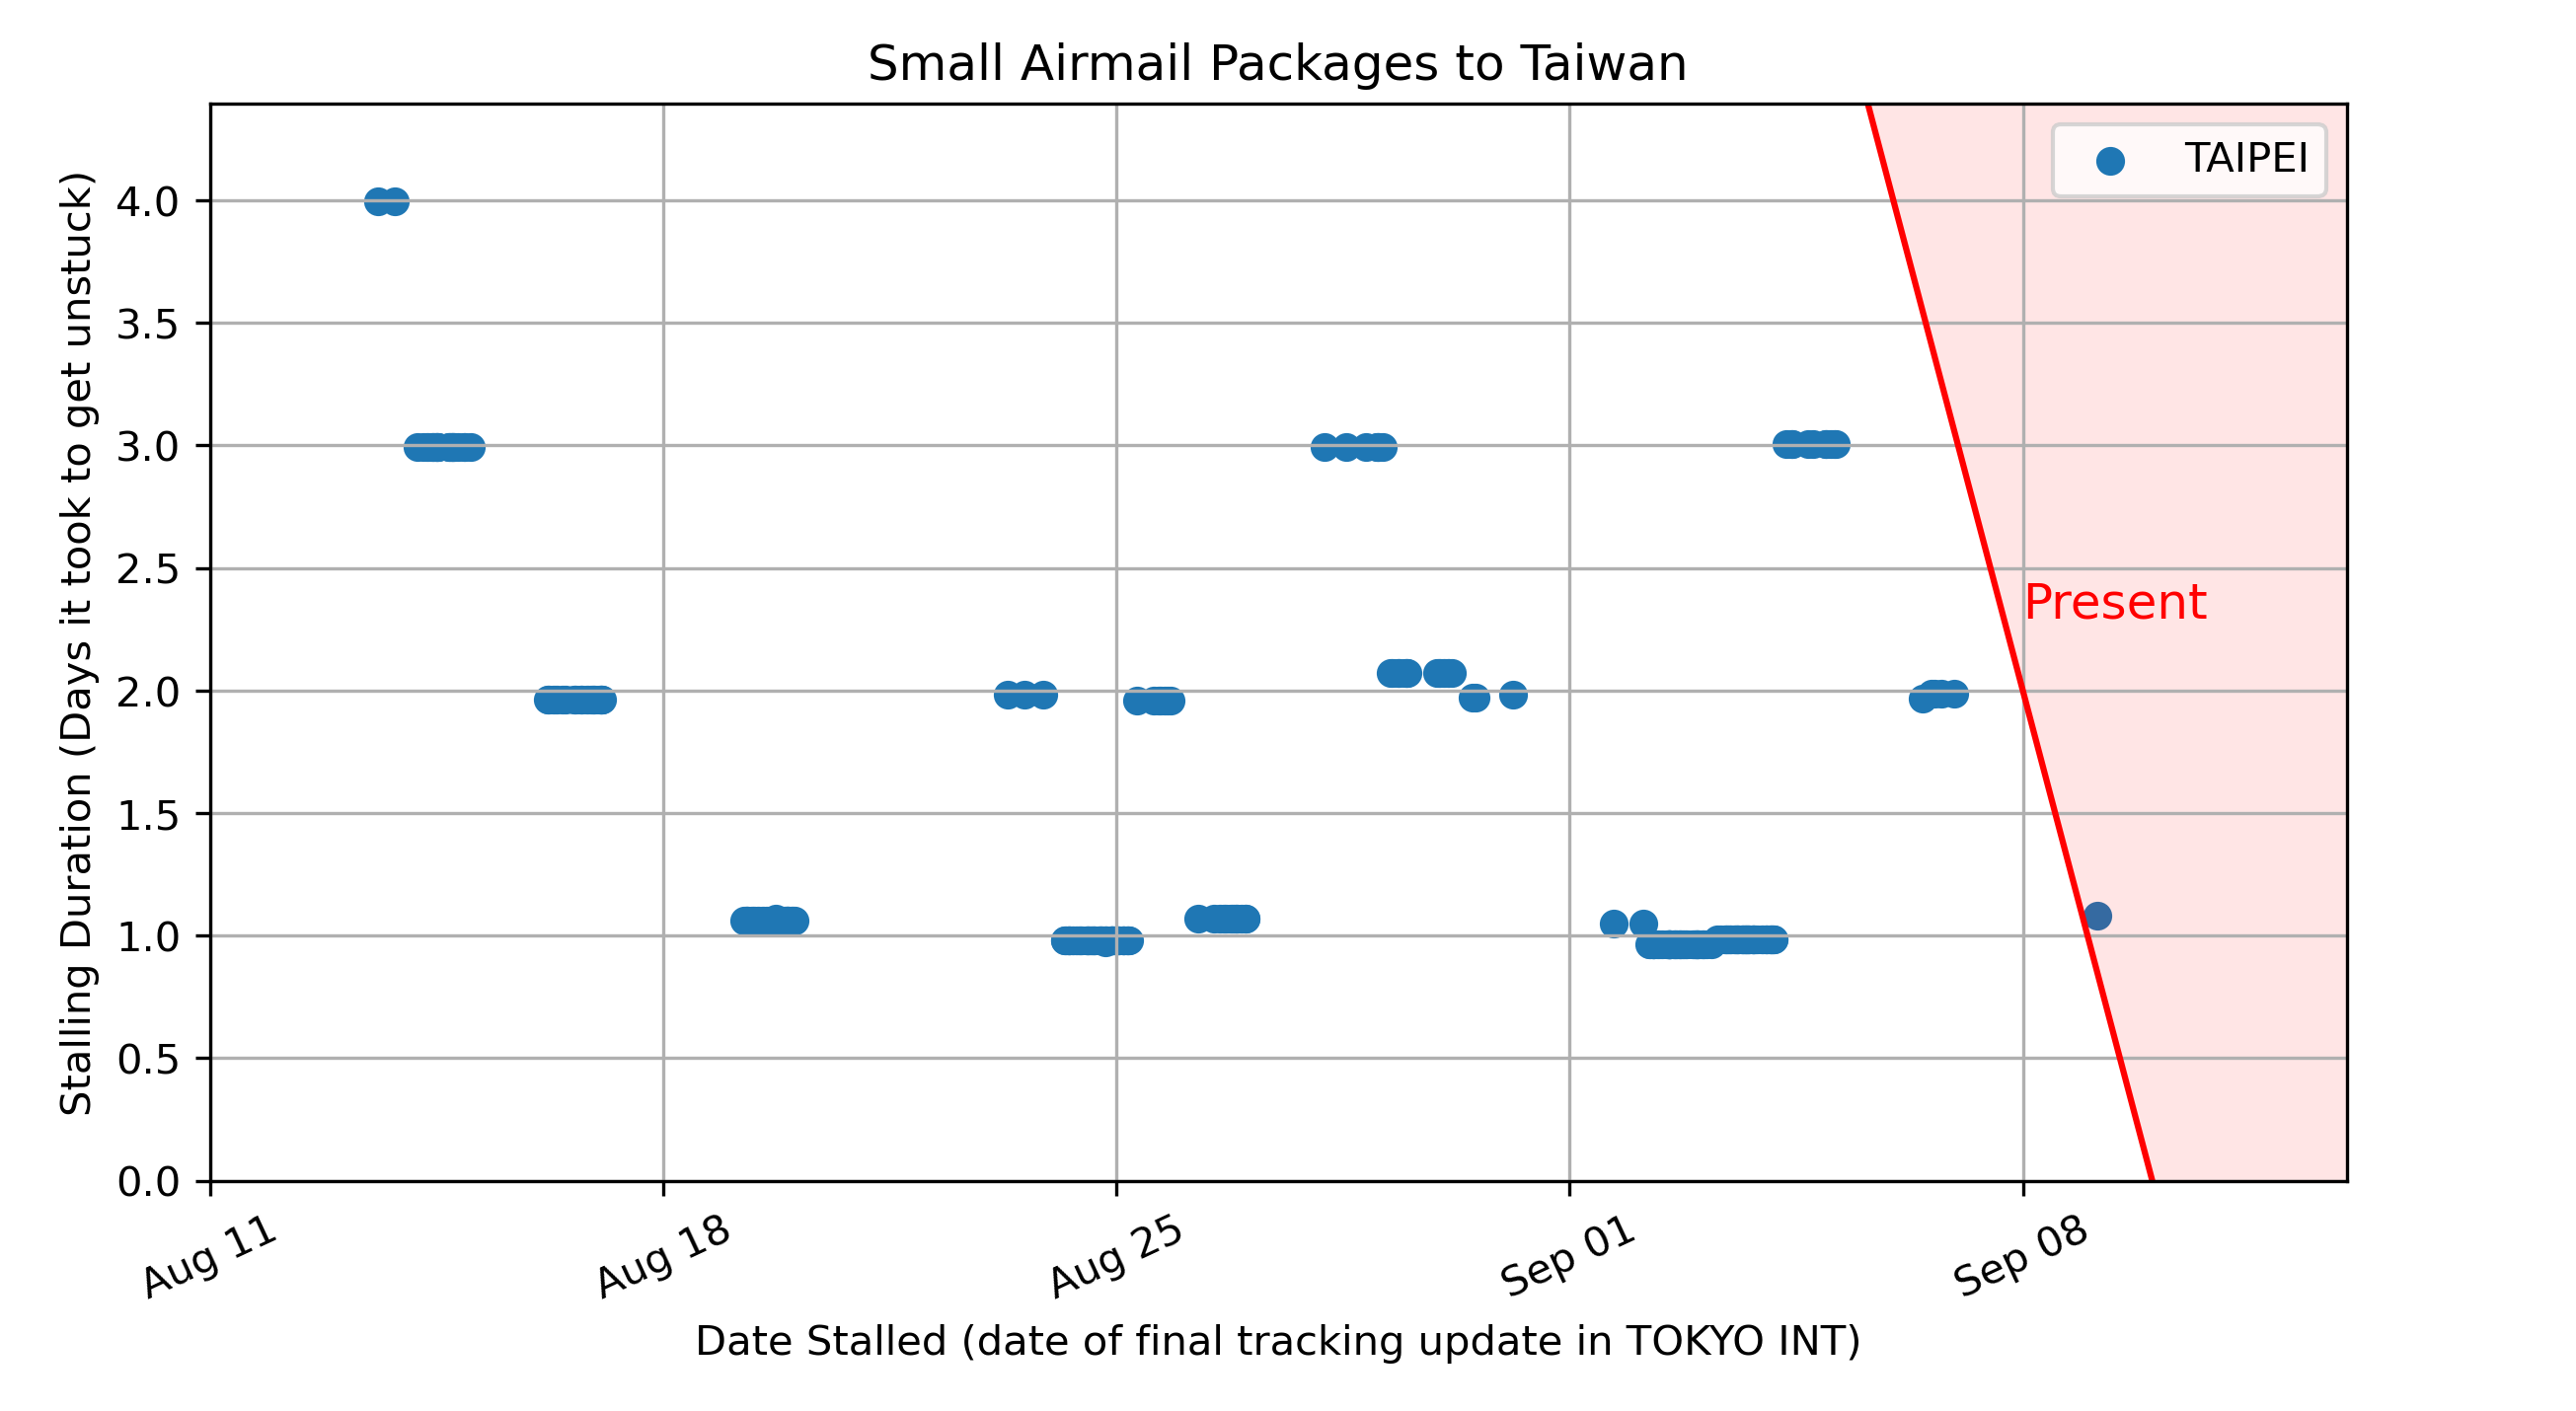 Small Airmail Packages to Taiwan
TAIPEI
Stalling Duration (Days it took to get unstuck)
4.0
3.5
3.0
2.5
2.0
1.5
1.0
0.5
0.0
Present
Aug 11
Aug 18
Aug 25
Sep 01
Sep 08
Date Stalled (date of final tracking update in TOKYO INT)